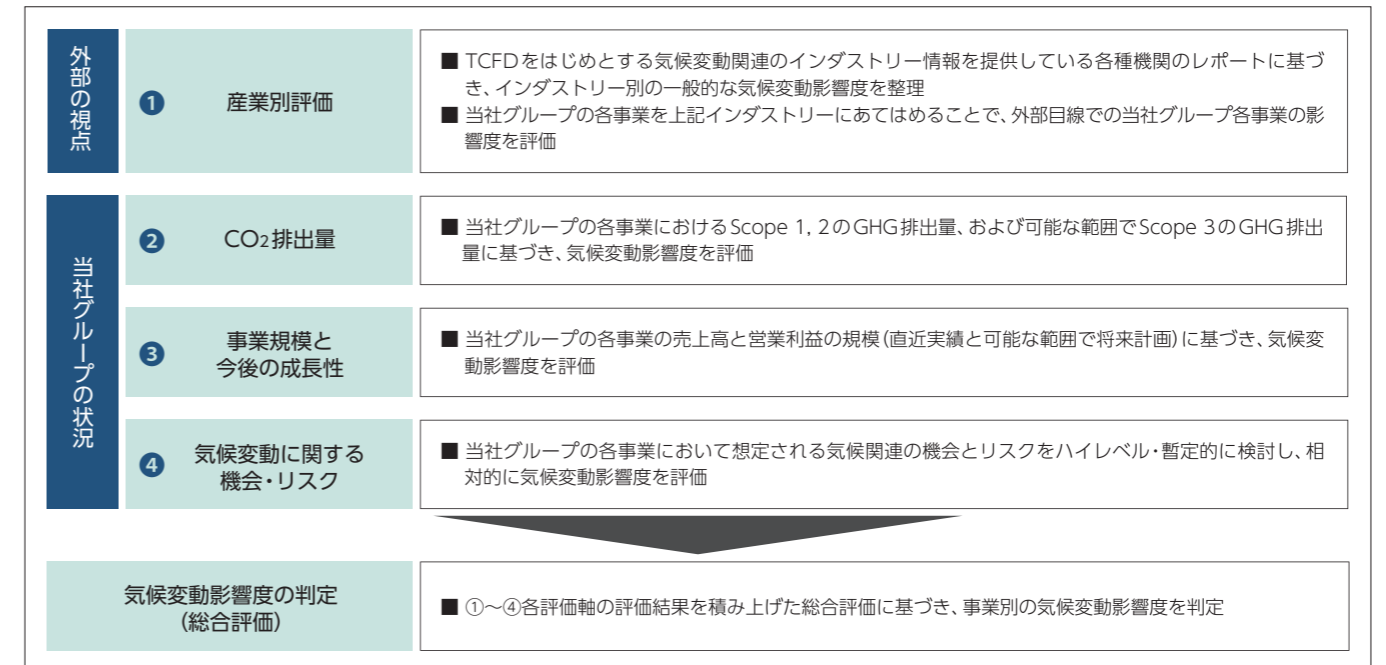 外部の視点
❶
産業別評価
■ TCFDをはじめとする気候変動関連のインダストリー情報を提供している各種機関のレポートに基づ
き、インダストリー別の一般的な気候変動影響度を整理
■ 当社グループの各事業を上記インダストリーにあてはめることで、外部目線での当社グループ各事業の影
響度を評価
当社グループの状況
❷
CO2排出量
■ 当社グループの各事業におけるScope 1, 2のGHG排出量、および可能な範囲でScope 3のGHG排出
量に基づき、気候変動影響度を評価
❸
事業規模と
今後の成長性
■ 当社グループの各事業の売上高と営業利益の規模(直近実績と可能な範囲で将来計画)に基づき、気候変
動影響度を評価
❹
気候変動に関する
機会・リスク
■ 当社グループの各事業において想定される気候関連の機会とリスクをハイレベル・暫定的に検討し、相
対的に気候変動影響度を評価
気候変動影響度の判定
(総合評価)
■ ①～④各評価軸の評価結果を積み上げた総合評価に基づき、事業別の気候変動影響度を判定